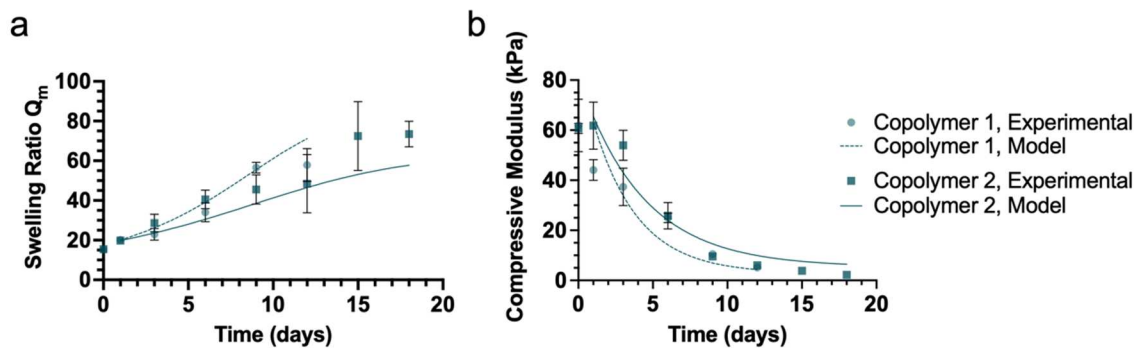 a
Swelling Ratio Qm
100
80
60
40
20
0
0 5 10 15 20
Time (days)
b
Compressive Modulus (kPa)
80
60
40
20
0
0 5 10 15 20
Time (days)
Copolymer 1, Experimental
Copolymer 1, Model
Copolymer 2, Experimental
Copolymer 2, Model